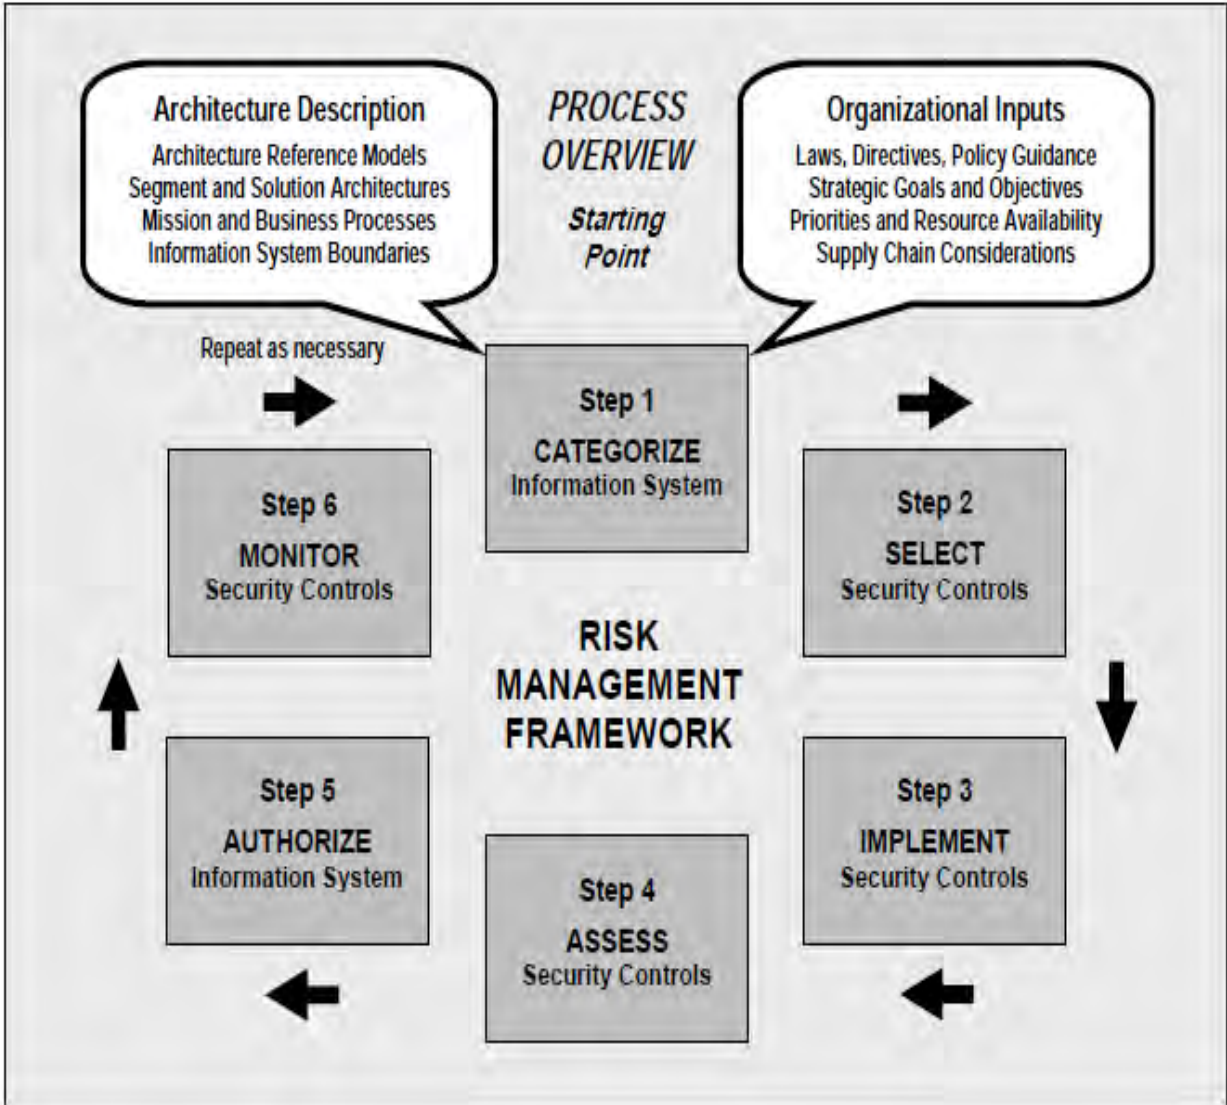 Architecture Description
Architecture Reference Models
Segment and Solution Architectures
Mission and Business Processes
Information System Boundaries
PROCESS
OVERVIEW
Starting
Point
Organizational Inputs
Laws, Directives, Policy Guidance
Strategic Goals and Objectives
Priorities and Resource Availability
Supply Chain Considerations
Repeat as necessary
Step 1
CATEGORIZE
Information System
Step 2
SELECT
Security Controls
Step 3
IMPLEMENT
Security Controls
Step 4
ASSESS
Security Controls
Step 5
AUTHORIZE
Information System
Step 6
MONITOR
Security Controls
RISK
MANAGEMENT
FRAMEWORK